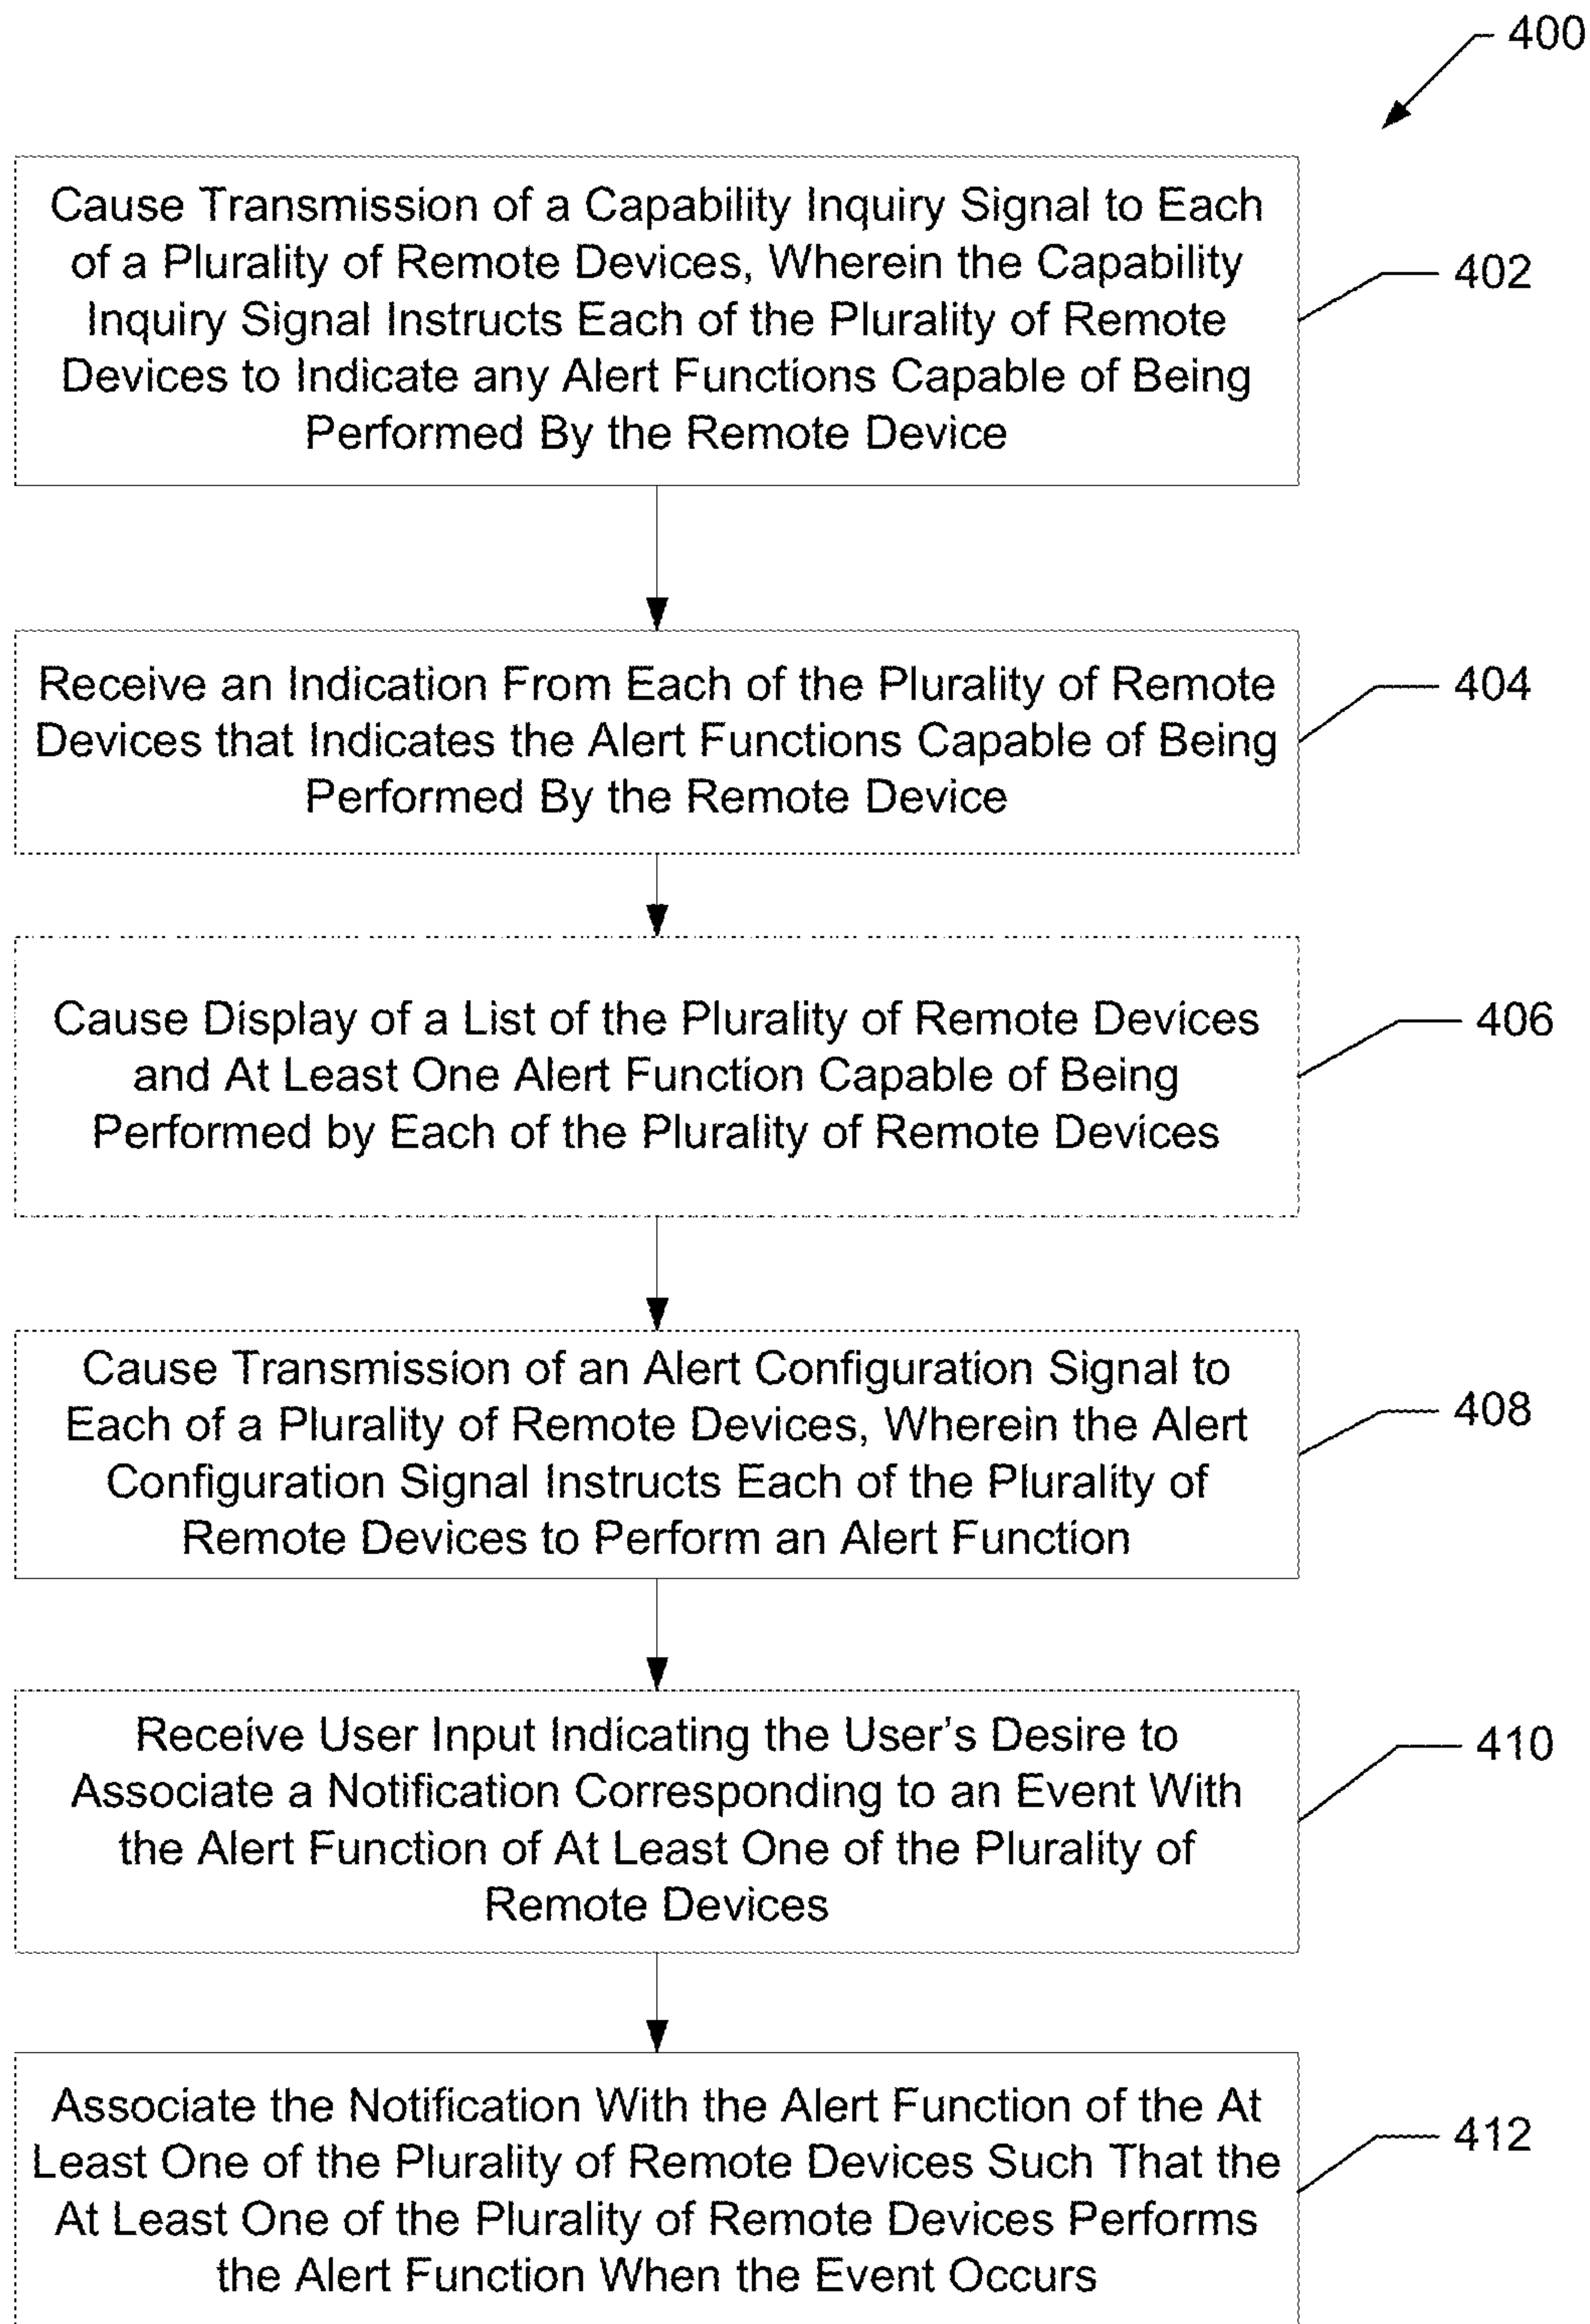 400
Cause Transmission of a Capability Inquiry Signal to Each
of a Plurality of Remote Devices, Wherein the Capability
Inquiry Signal Instructs Each of the Plurality of Remote
Devices to Indicate any Alert Functions Capable of Being
Performed By the Remote Device
402
Receive an Indication From Each of the Plurality of Remote
Devices that Indicates the Alert Functions Capable of Being
Performed By the Remote Device
404
Cause Display of a List of the Plurality of Remote Devices
and At Least One Alert Function Capable of Being
Performed by Each of the Plurality of Remote Devices
406
Cause Transmission of an Alert Configuration Signal to
Each of a Plurality of Remote Devices, Wherein the Alert
Configuration Signal Instructs Each of the Plurality of
Remote Devices to Perform an Alert Function
408
Receive User Input Indicating the User's Desire to
Associate a Notification Corresponding to an Event With
the Alert Function of At Least One of the Plurality of
Remote Devices
410
Associate the Notification With the Alert Function of the At
Least One of the Plurality of Remote Devices Such That the
At Least One of the Plurality of Remote Devices Performs
the Alert Function When the Event Occurs
412